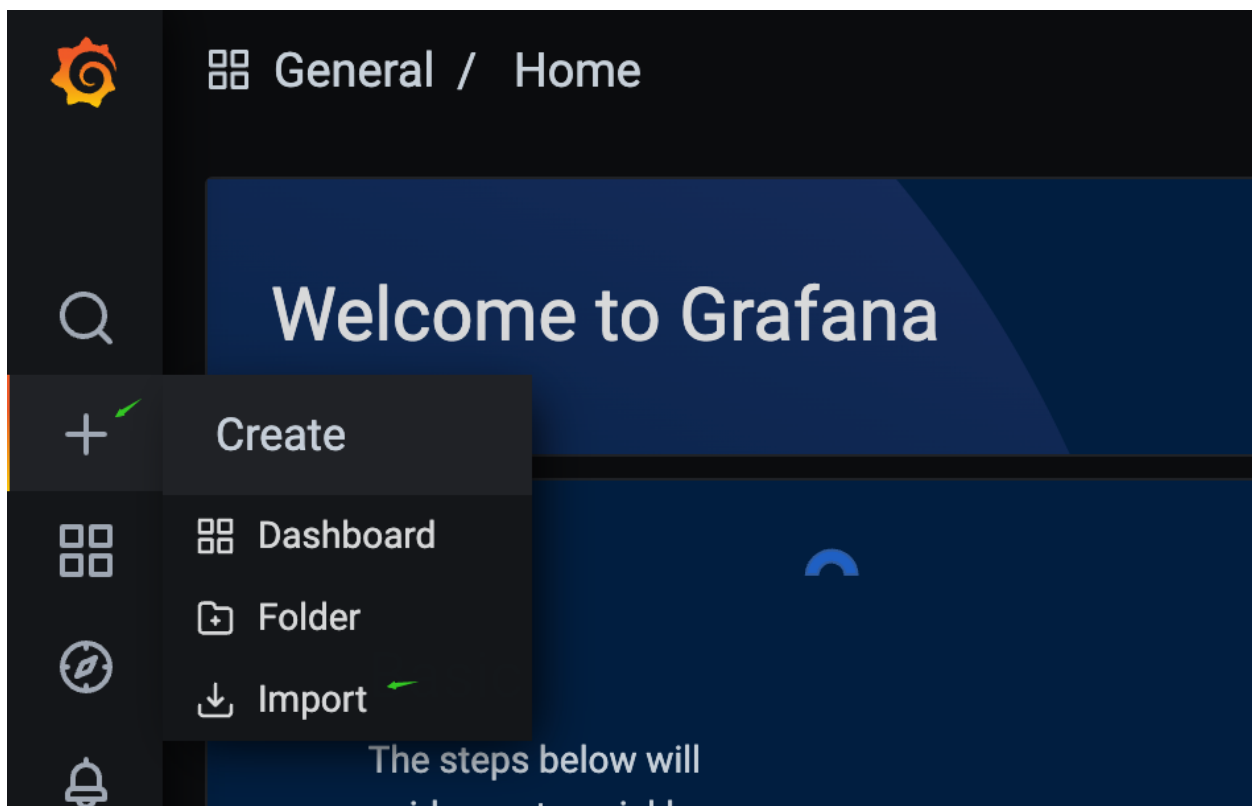 General / Home
Welcome to Grafana
Create
Dashboard
Folder
Import
The steps below will